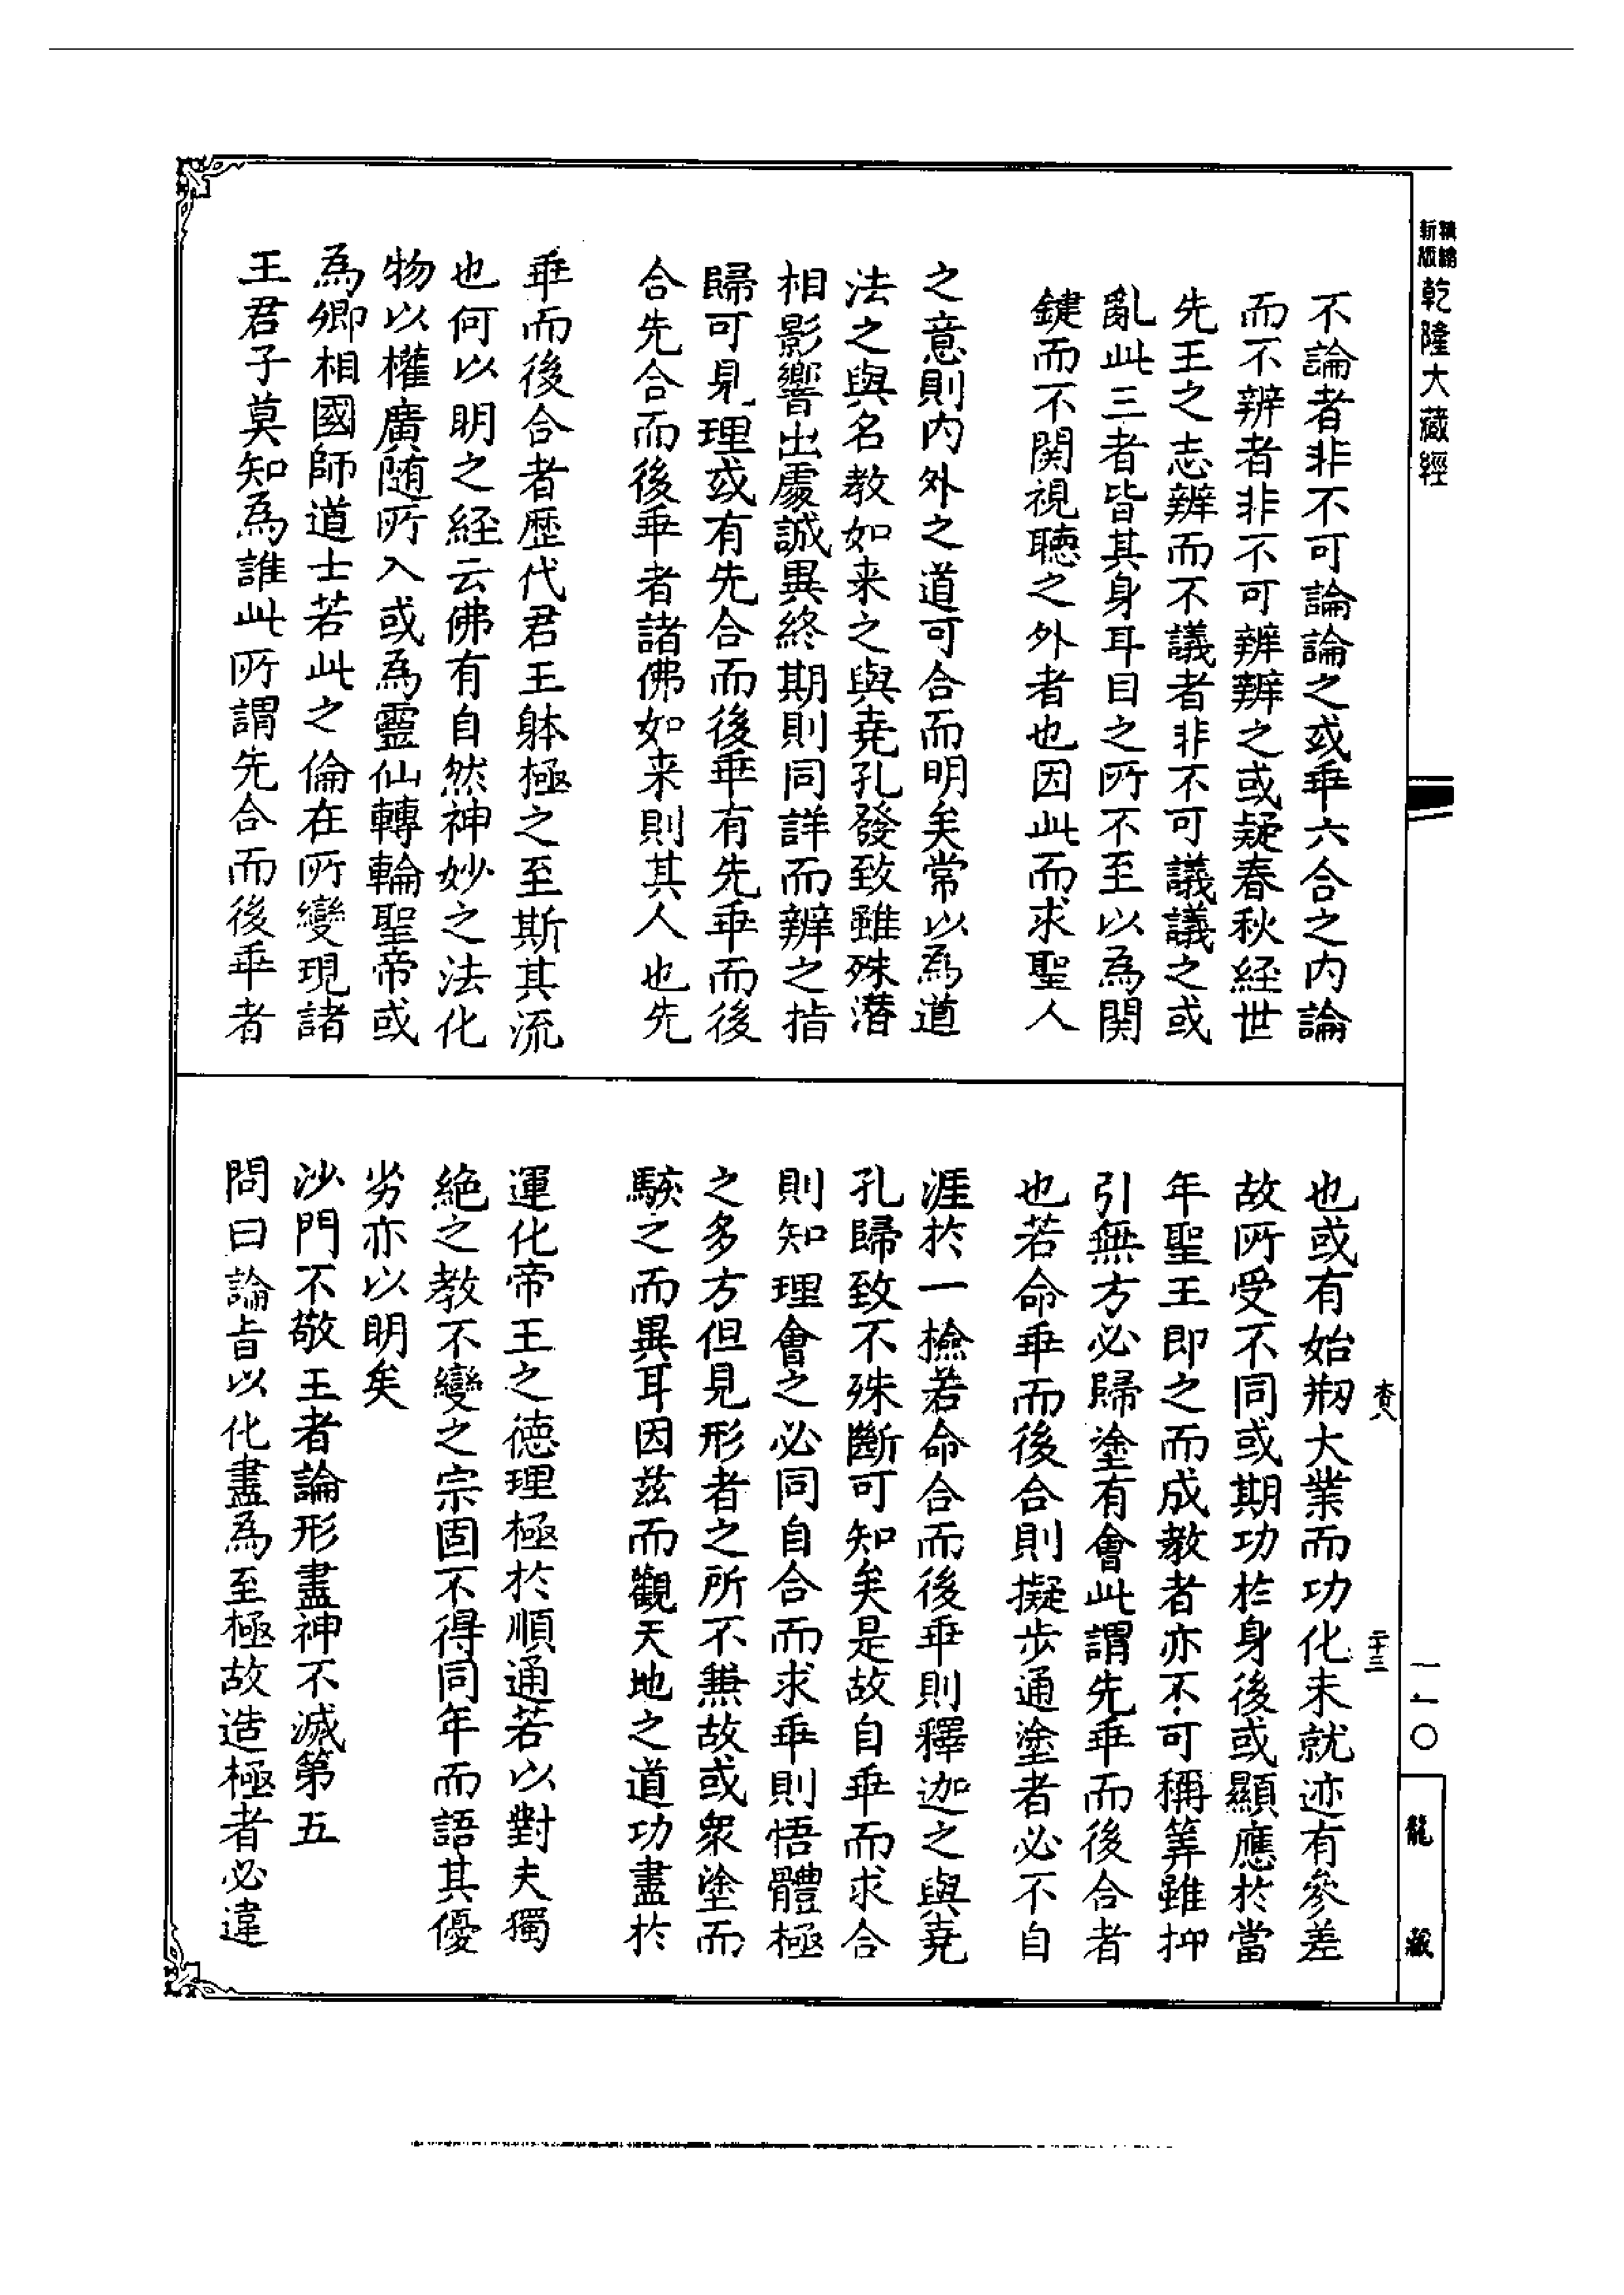 精編新版乾隆大藏經
不論者非不可論論之或乖六合之內論
而不辨者非不可辨辨之或疑春秋経世
先王之志辨而不議者非不可議議之或
亂此三者皆其身耳目之所不至以為関
鍵而不関視聴之外者也因此而求聖人
之意則内外之道可合而明矣常以為道
法之與名教如来之與堯孔發致雖殊潜
相影響出處誠異終期則同詳而辨之指
歸可見理或有先合而後乖有先乖而後
合先合而後乖者諸佛如来則其人也先
乖而後合者歷代君王躰極之至斯其流
也何以明之経云佛有自然神妙之法化
物以權廣随所入或為靈仙轉輪聖帝或
為卿相國師道士若此之倫在所變現諸
王君子莫知為誰此所謂先合而後乖者
也或有始刱大業而功化未就迹有參差
故所受不同或期功於身後或顯應於當
年聖王即之而成教者亦不可稱筭雖抑
引無方必歸塗有會此謂先乖而後合者
也若命乖而後合則擬步通塗者必不自
涯於一撿若命合而後乖則釋迦之與堯
孔歸致不殊斷可知矣是故自乖而求合
則知理會之必同自合而求乖則悟體極
之多方但見形者之所不兼故或眾塗而
駭之而異耳因茲而觀天地之道功盡於
運化帝王之德理極於順通若以對夫獨
絕之教不變之宗固不得同年而語其優
劣亦以明矣
沙門不敬王者論形盡神不滅第五
問曰論旨以化盡為至極故造極者必違
二十三
一一〇
龍藏